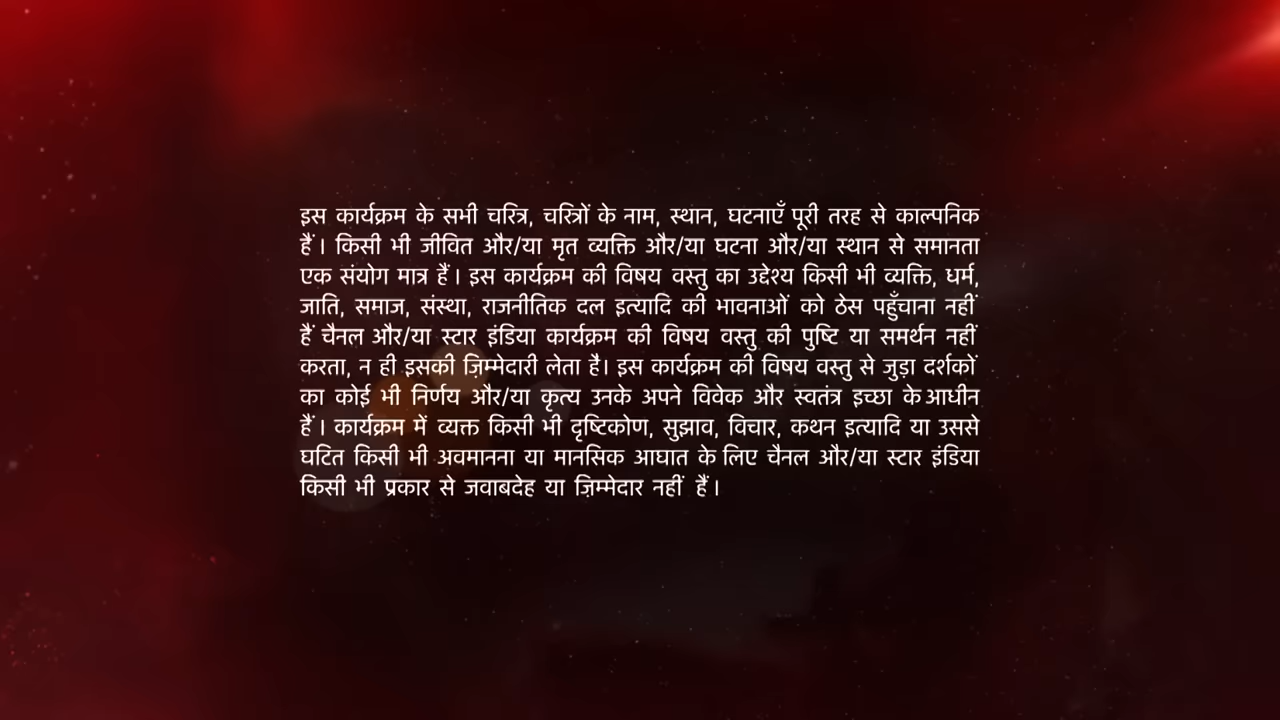 इस कार्यक्रम के सभी चरित्र, चरित्रों के नाम, स्थान, घटनाएँ पूरी तरह से काल्पनिक
हैं । किसी भी जीवित और/या मृत व्यक्ति और/या घटना और/या स्थान से समानता
एक संयोग मात्र हैं । इस कार्यक्रम की विषय वस्तु का उद्देश्य किसी भी व्यक्ति, धर्म,
जाति, समाज, संस्था, राजनीतिक दल इत्यादि की भावनाओं को ठेस पहुँचाना नहीं
हैं चैनल और/या स्टार इंडिया कार्यक्रम की विषय वस्तु की पुष्टि या समर्थन नहीं
करता, न ही इसकी ज़िम्मेदारी लेता है। इस कार्यक्रम की विषय वस्तु से जुड़ा दर्शकों
का कोई भी निर्णय और/या कृत्य उनके अपने विवेक और स्वतंत्र इच्छा के आधीन
हैं । कार्यक्रम में व्यक्त किसी भी दृष्टिकोण, सुझाव, विचार, कथन इत्यादि या उससे
घटित किसी भी अवमानना या मानसिक आघात के लिए चैनल और/या स्टार इंडिया
किसी भी प्रकार से जवाबदेह या ज़िम्मेदार नहीं हैं ।